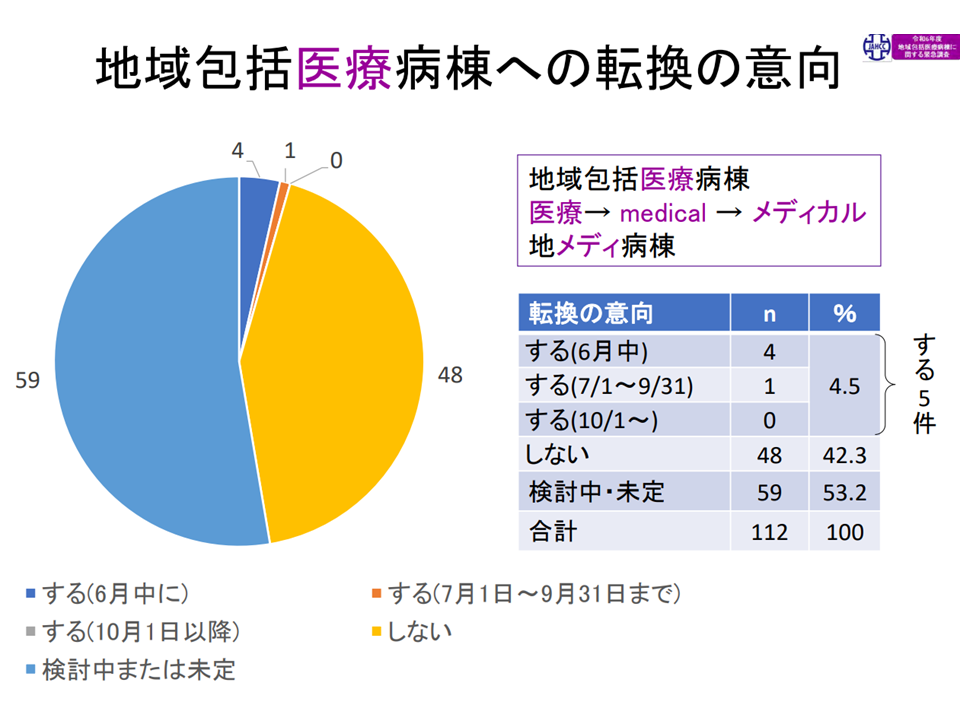 地域包括医療病棟への転換の意向
JAHCC
令和6年度
地域包括医療病棟に
関する緊急調査
4
1
0
48
59
地域包括医療病棟
医療→ medical → メディカル
地メディ病棟
転換の意向 n %
する(6月中) 4
する(7/1～9/31) 1 4.5
する(10/1～) 0
しない 48 42.3
検討中・未定 59 53.2
合計 112 100
する5件
する(6月中に)
する(7月1日～9月31日まで)
する(10月1日以降)
しない
検討中または未定